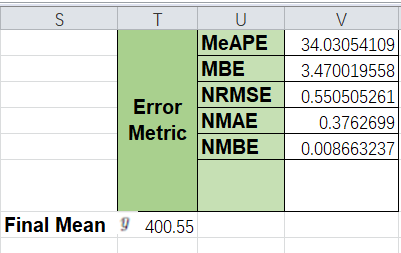 S T U V
MeAPE 34.03054109
MBE 3.470019558
Error Metric
NRMSE 0.550505261
NMAE 0.3762699
NMBE 0.008663237
Final Mean 9 400.55